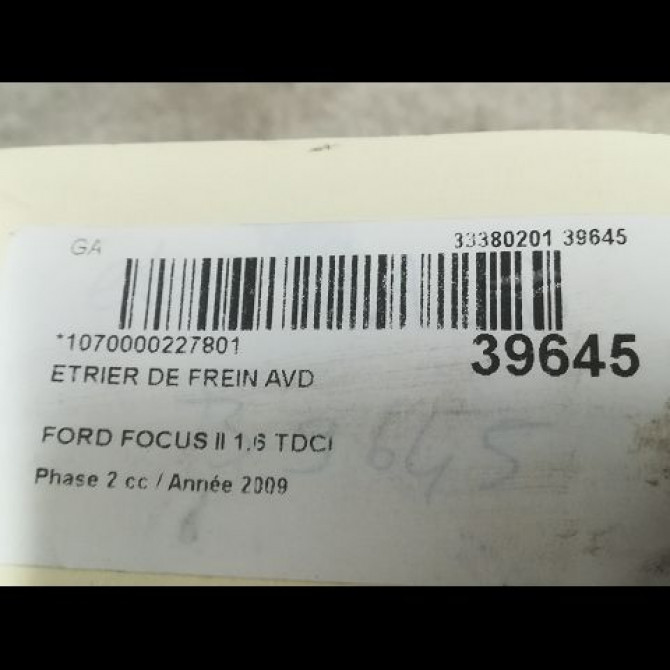 GA
33380201 39645
*1070000227801
39645
ETRIER DE FREIN AVD
FORD FOCUS II 1.6 TDCI
39645
Phase 2 cc / Année 2009